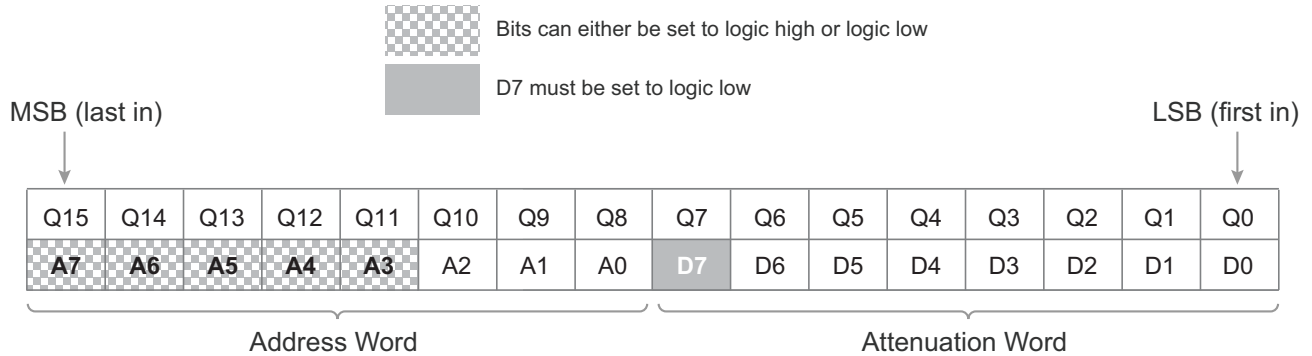 Bits can either be set to logic high or logic low
D7 must be set to logic low
MSB (last in)
LSB (first in)
Q15 Q14 Q13 Q12 Q11 Q10 Q9 Q8 Q7 Q6 Q5 Q4 Q3 Q2 Q1 Q0
A7 A6 A5 A4 A3 A2 A1 A0 D7 D6 D5 D4 D3 D2 D1 D0
Address Word
Attenuation Word